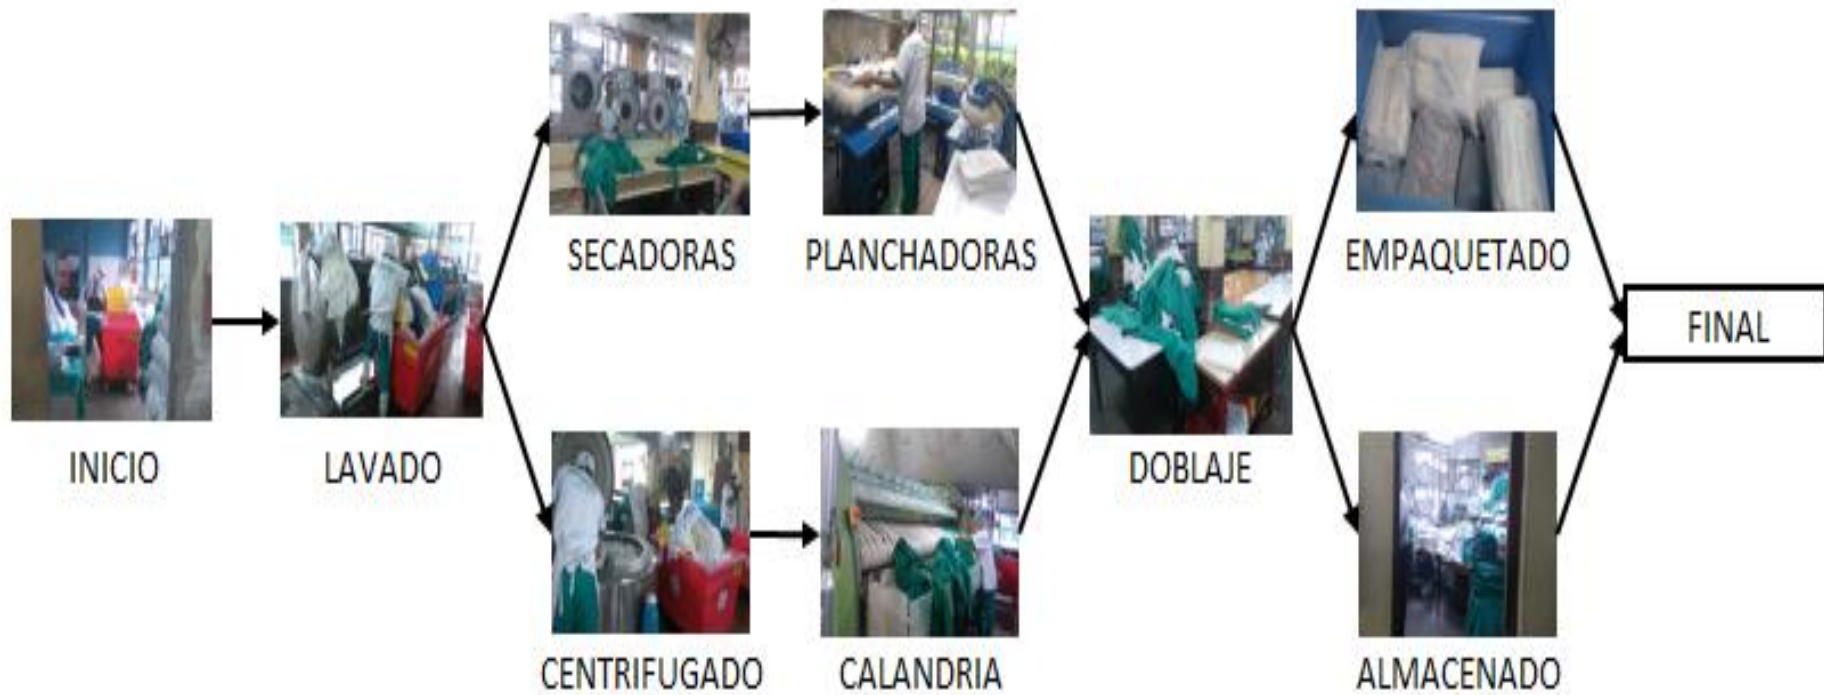 SECADORAS
PLANCHADORAS
EMPAQUETADO
FINAL
INICIO
LAVADO
DOBLAJE
CENTRIFUGADO
CALANDRIA
ALMACENADO